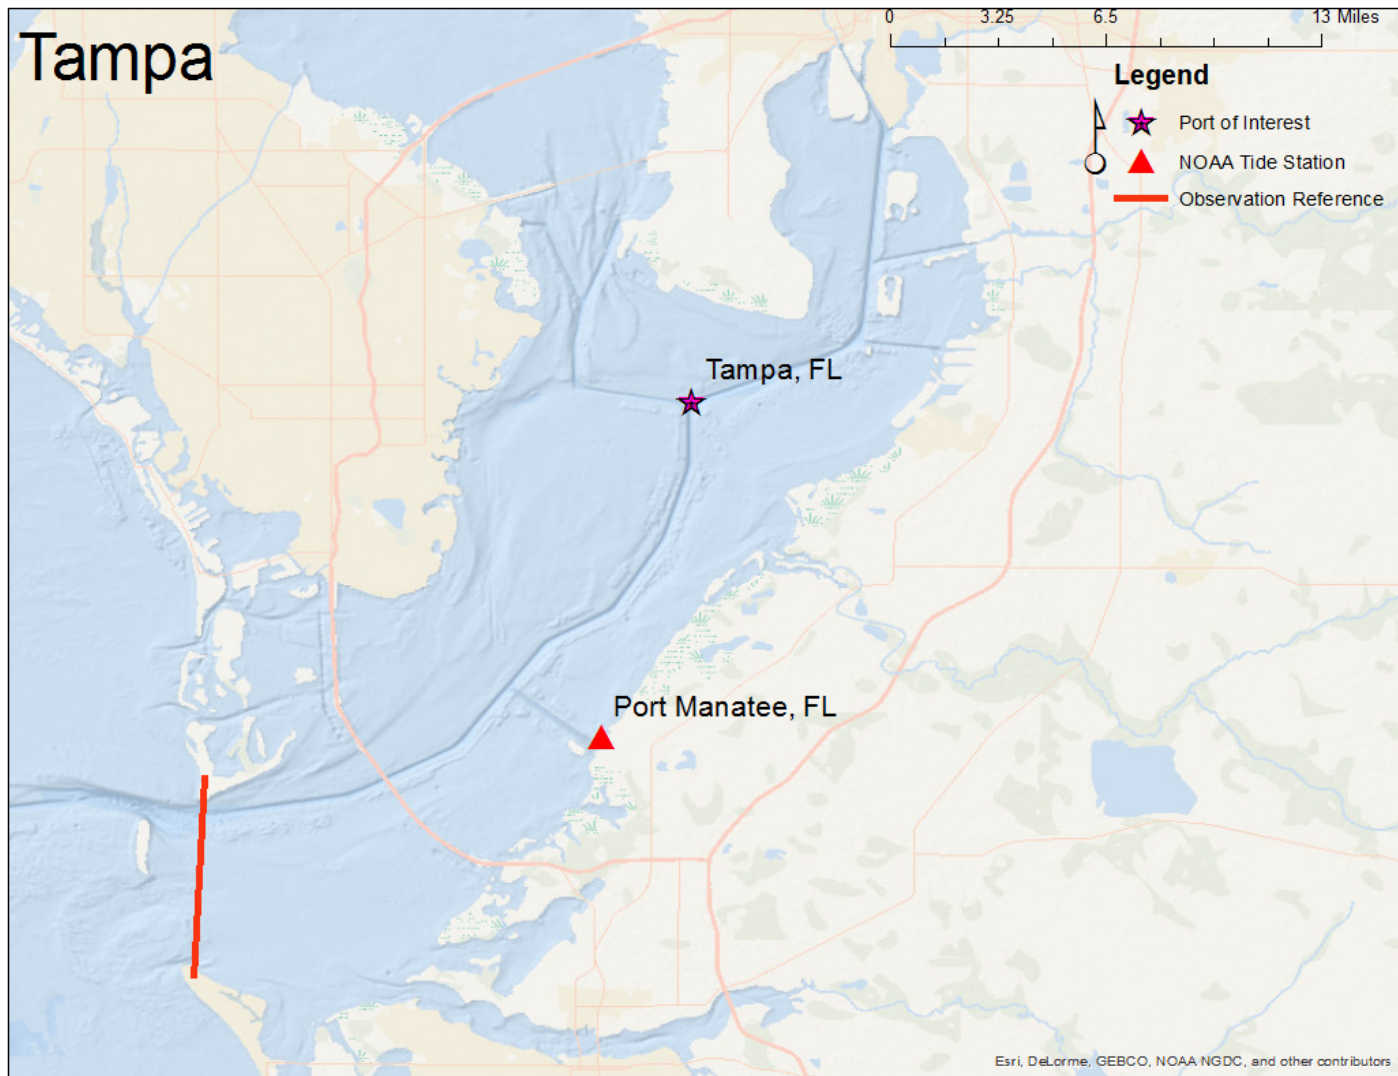 Tampa
0 3.25 6.5 13 Miles
Legend
Port of Interest
NOAA Tide Station
Observation Reference
Tampa, FL
Port Manatee, FL
Esri, DeLorme, GEBCO, NOAA NGDC, and other contributors